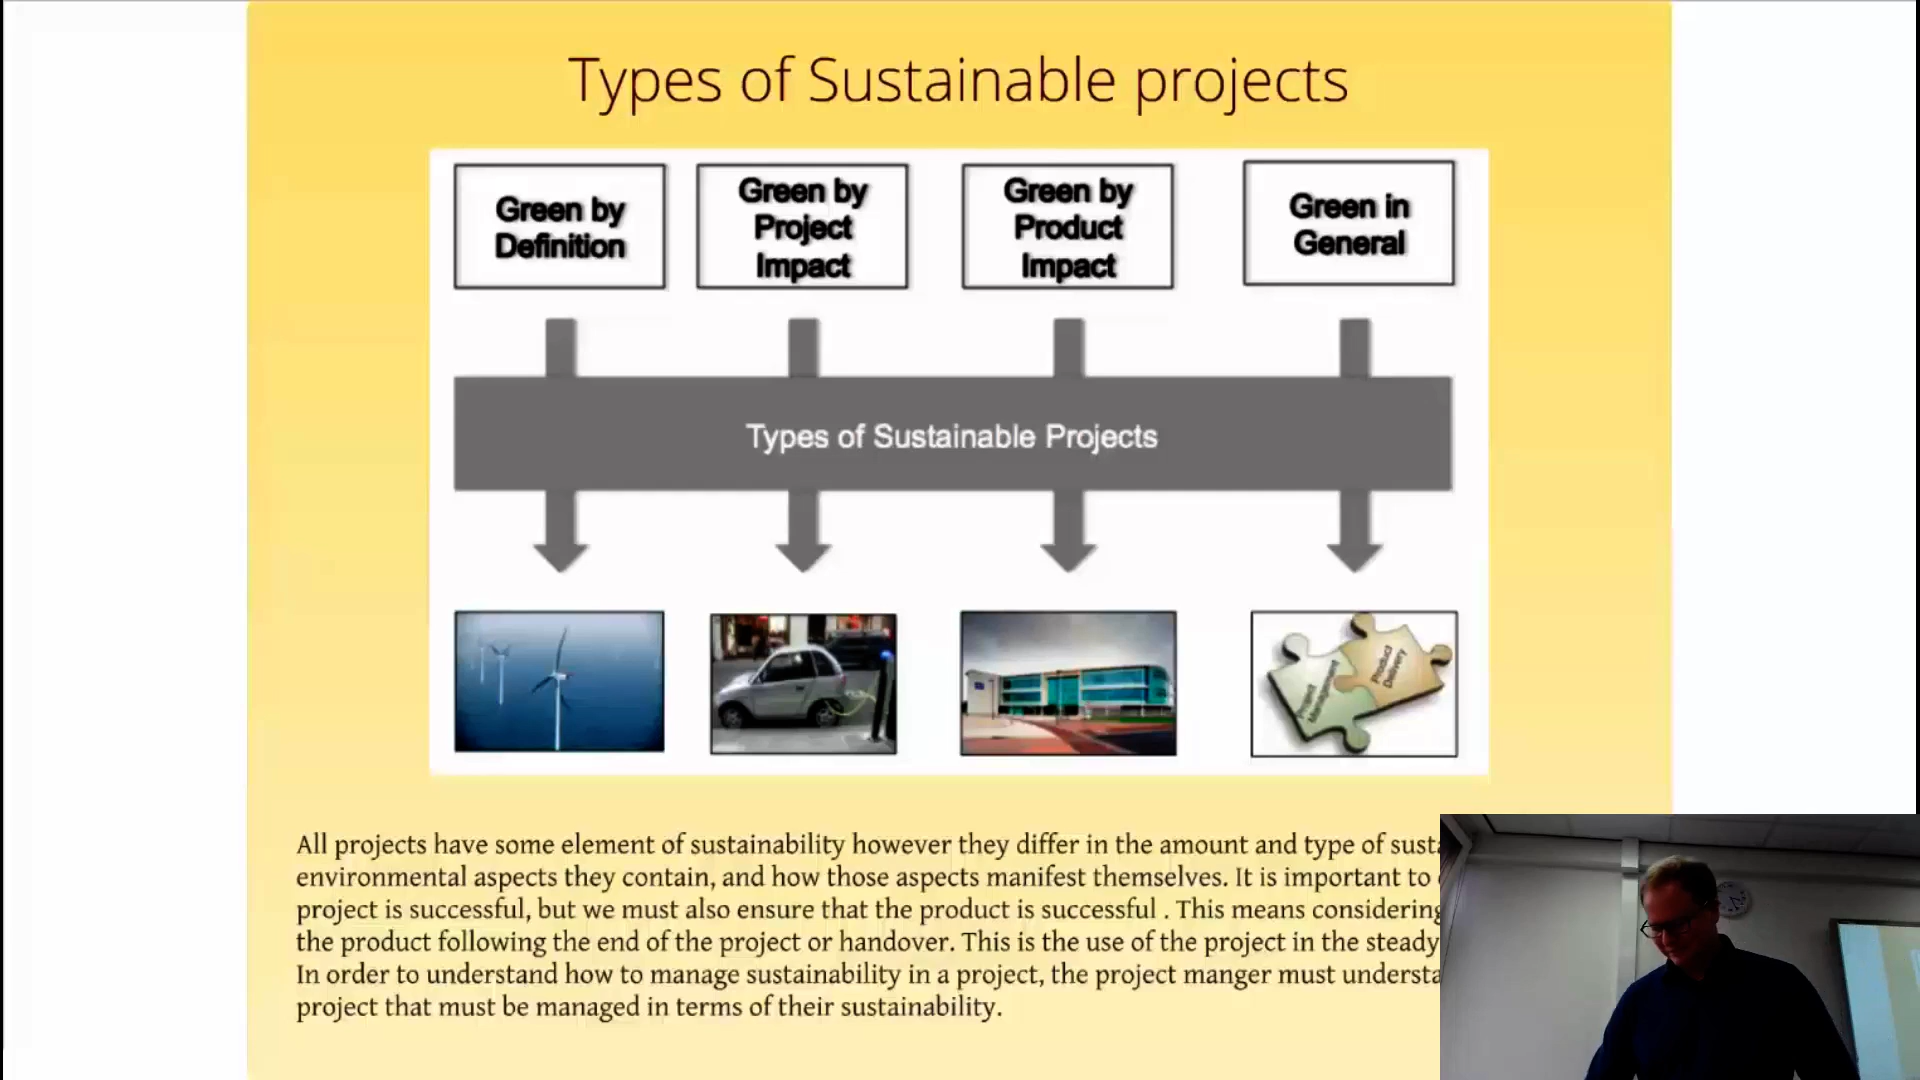 Types of Sustainable projects
Green by
Definition
Green by
Project
Impact
Green by
Product
Impact
Green in
General
Types of Sustainable Projects
Project
Management
Product
Delivery
All projects have some element of sustainability however they differ in the amount and type of
environmental aspects they contain, and how those aspects manifest themselves. It is important to
project is successful, but we must also ensure that the product is successful . This means considering
the product following the end of the project or handover. This is the use of the project in the steady
In order to understand how to manage sustainability in a project, the project manger must
project that must be managed in terms of their sustainability.